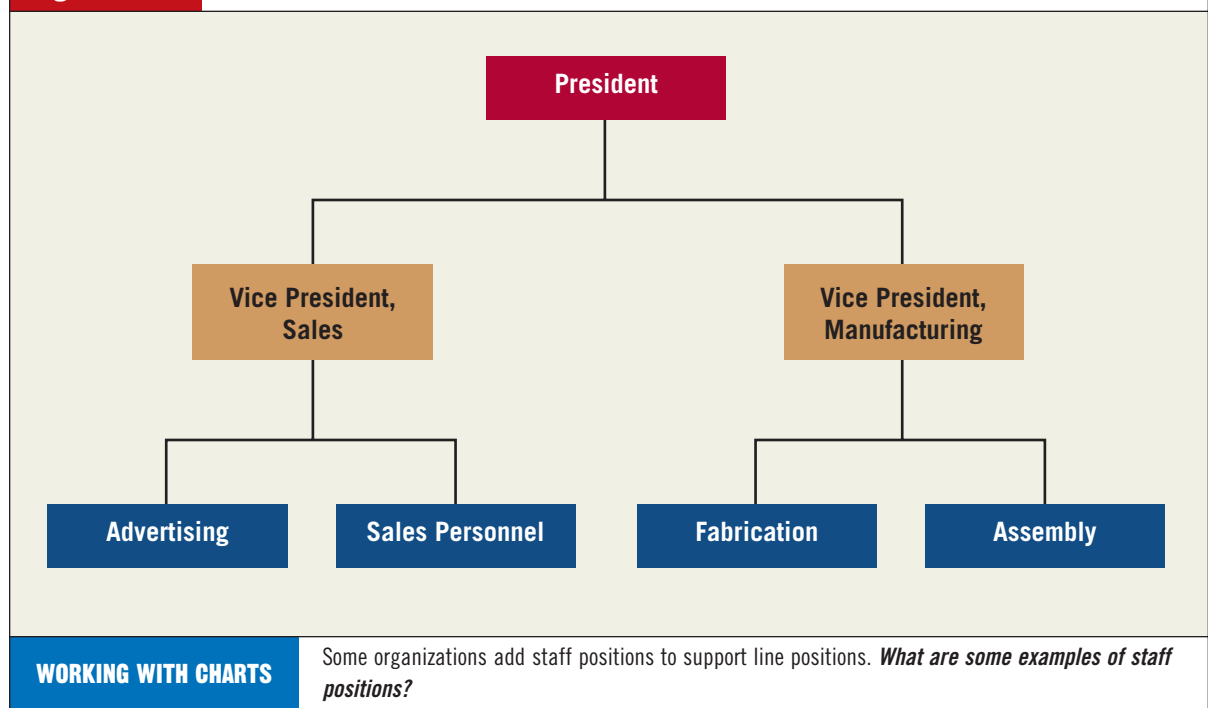 President
Vice President,
Sales
Vice President,
Manufacturing
Advertising
Sales Personnel
Fabrication
Assembly
WORKING WITH CHARTS
Some organizations add staff positions to support line positions. What are some examples of staff
positions?